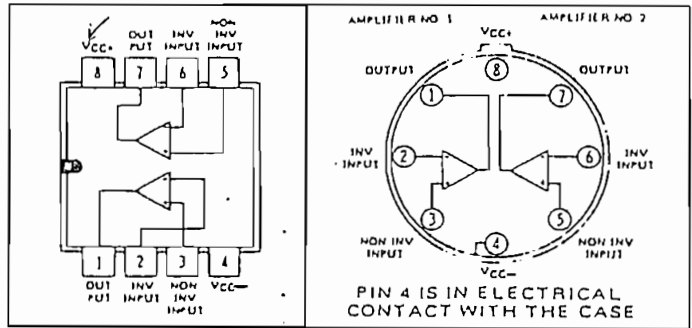 VCC+
OUT PUT
INV INPUT
NON INV INPUT
8 7 6 5
1 2 3 4
OUT PUT
INV INPUT
NON INV INPUT
VCC—
AMPLIFIER NO 1
AMPLIFIER NO 2
VCC+
8
OUTPUT
OUTPUT
1
7
INV INPUT
2
6
INV INPUT
3
5
4
NON INV INPUT
NON INV INPUT
VCC—
PIN 4 IS IN ELECTRICAL
CONTACT WITH THE CASE